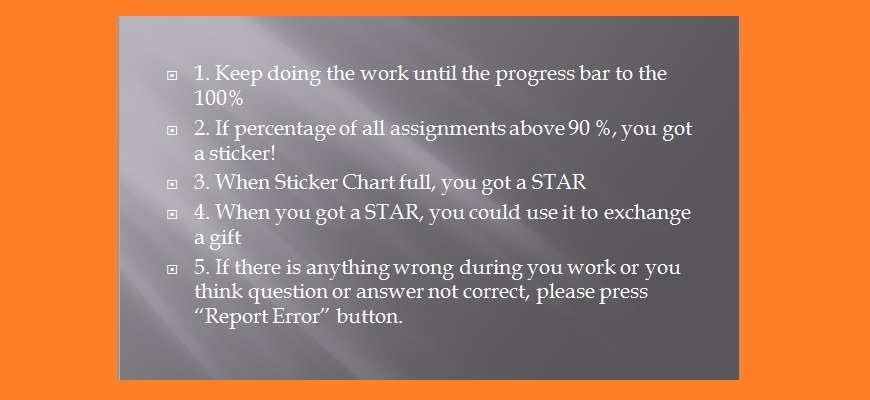 1. Keep doing the work until the progress bar to the
100%
2. If percentage of all assignments above 90 %, you got
a sticker!
3. When Sticker Chart full, you got a STAR
4. When you got a STAR, you could use it to exchange
a gift
5. If there is anything wrong during you work or you
think question or answer not correct, please press
“Report Error” button.